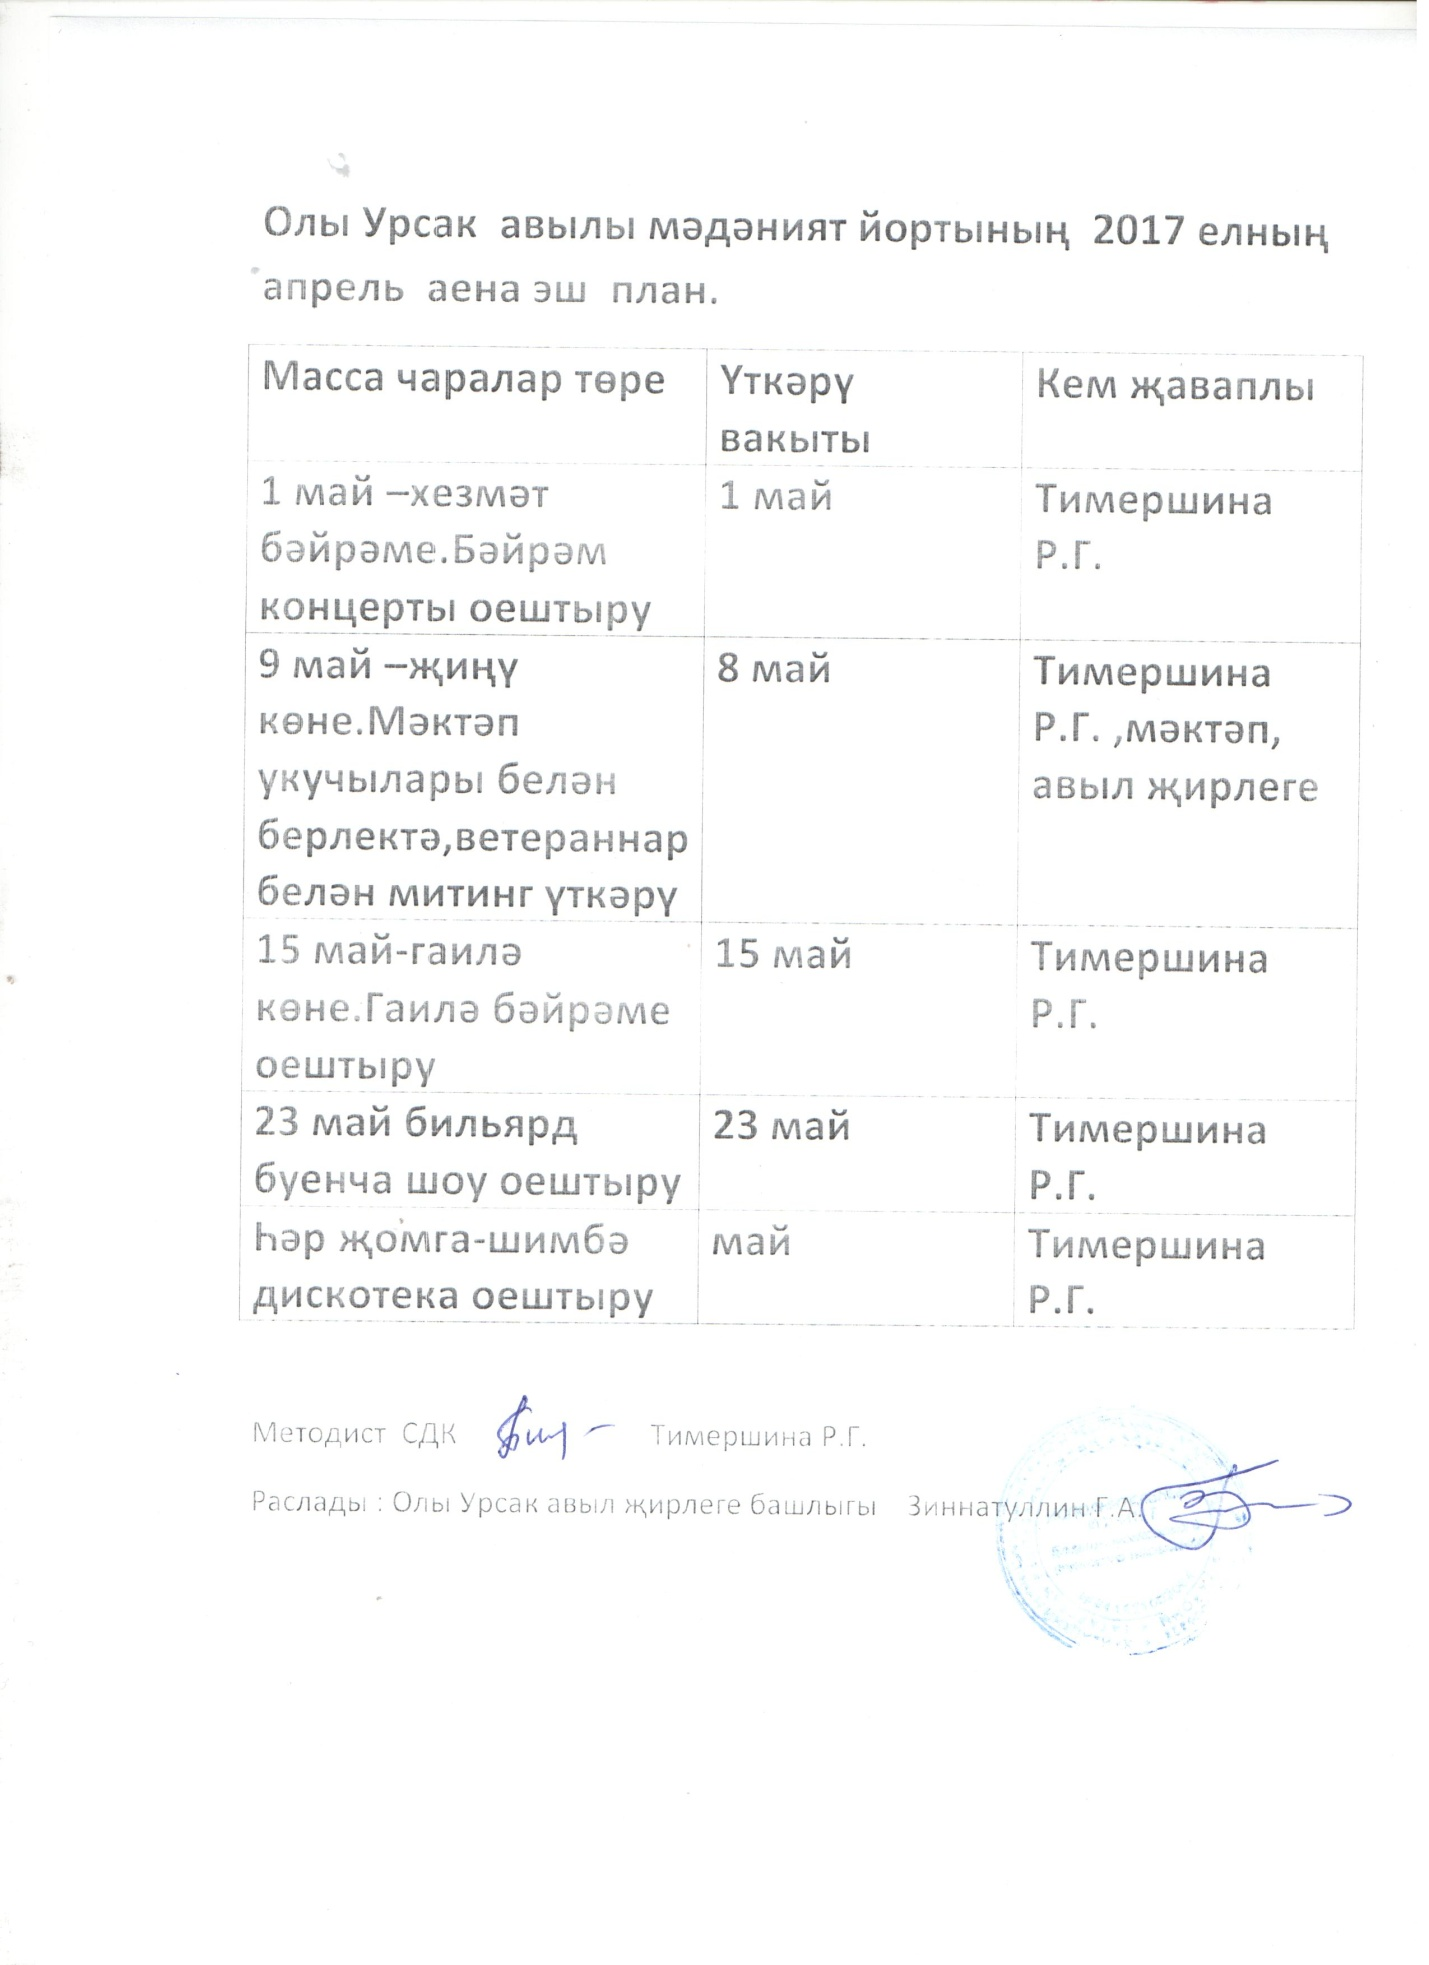 Олы Урсак авылы мәдәният йортының 2017 елның
апрель аена эш план.
Масса чаралар төре
Үткәрү
вакыты
Кем җаваплы
1 май –хезмәт
бәйрәме.Бәйрәм
концерты оештыру
1 май
Тимершина
Р.Г.
9 май –җиңү
көне.Мәктәп
укучылары белән
берлектә,ветераннар
белән митинг үткәрү
8 май
Тимершина
Р.Г. ,мәктәп,
авыл җирлеге
15 май-гаилә
көне.Гаилә бәйрәме
оештыру
15 май
Тимершина
Р.Г.
23 май бильярд
буенча шоу оештыру
23 май
Тимершина
Р.Г.
Һәр җомга-шимбә
дискотека оештыру
май
Тимершина
Р.Г.
Методист СДК Тимершина Р.Г.
Раслады : Олы Урсак авыл җирлеге башлыгы Зиннатуллин Г.А.